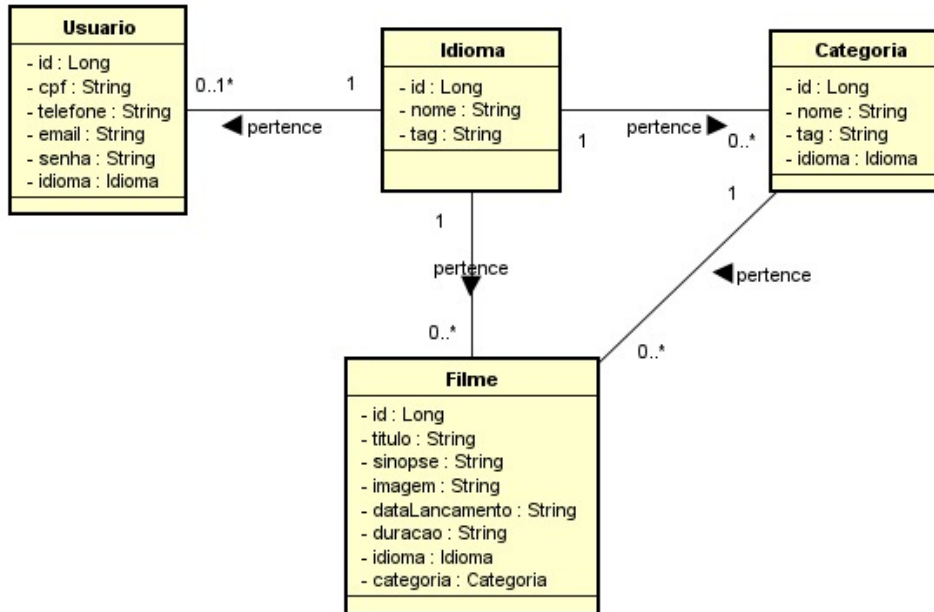 Usuario
- id : Long
- cpf : String
- telefone : String
- email : String
- senha : String
- idioma : Idioma
0..1*
1
pertence
Idioma
- id : Long
- nome : String
- tag : String
1
pertence
0..*
Categoria
- id : Long
- nome : String
- tag : String
- idioma : Idioma
1
pertence
0..*
1
pertence
0..*
Filme
- id : Long
- titulo : String
- sinopse : String
- imagem : String
- dataLancamento : String
- duracao : String
- idioma : Idioma
- categoria : Categoria